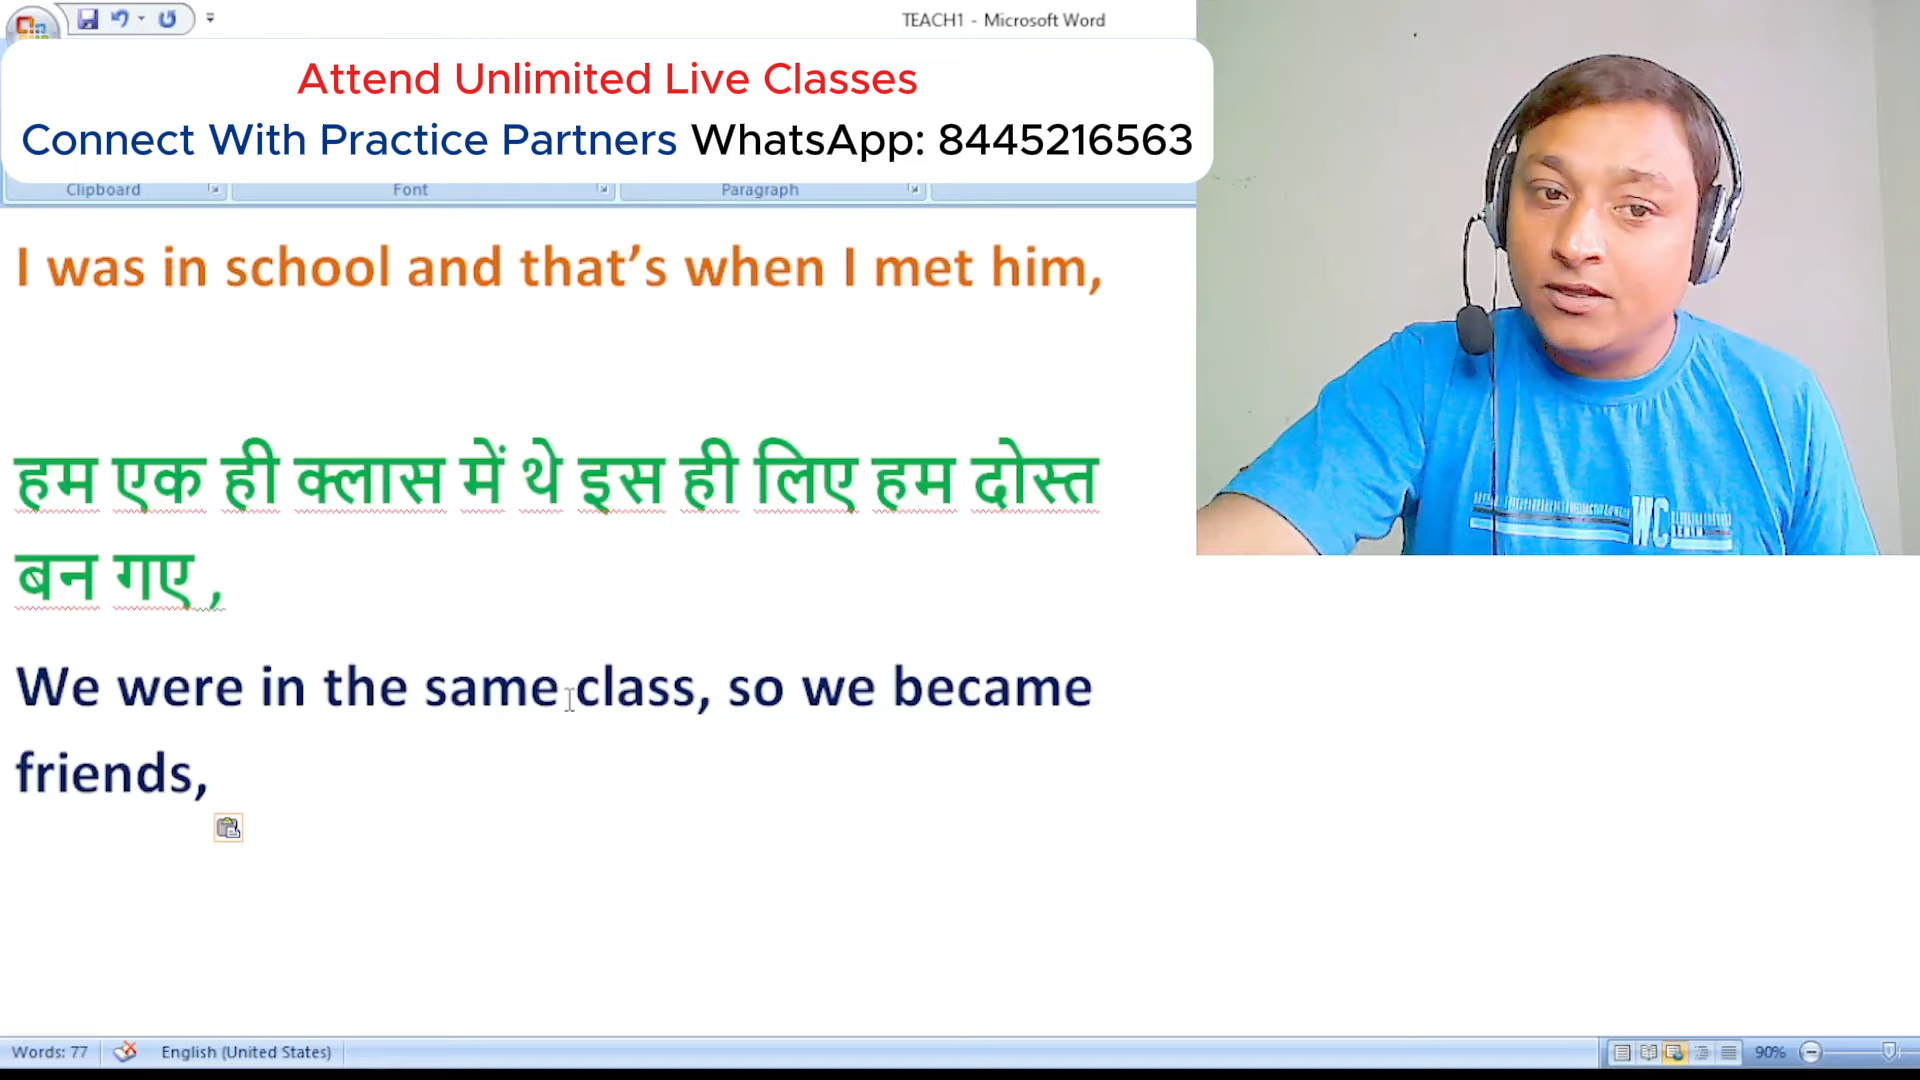 TEACH1 - Microsoft Word
Attend Unlimited Live Classes
Connect With Practice Partners WhatsApp: 8445216563
Clipboard Font Paragraph
I was in school and that’s when I met him,
हम एक ही क्लास में थे इस ही लिए हम दोस्त
बन गए ,
We were in the same class, so we became
friends,
WC
Words: 77 English (United States) 90%